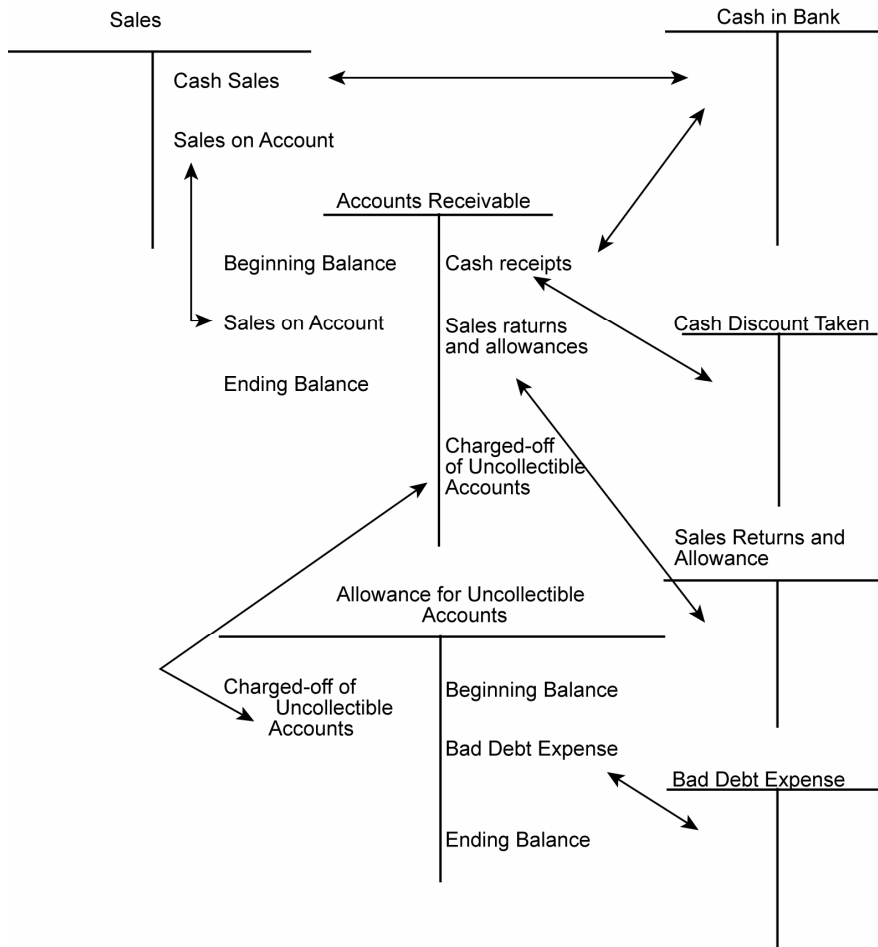 Sales
Cash in Bank
Cash Sales
Sales on Account
Accounts Receivable
Beginning Balance
Cash receipts
Sales on Account
Sales raturns
and allowances
Cash Discount Taken
Ending Balance
Charged-off
of Uncollectible
Accounts
Sales Returns and
Allowance
Allowance for Uncollectible
Accounts
Charged-off of
Uncollectible
Accounts
Beginning Balance
Bad Debt Expense
Bad Debt Expense
Ending Balance